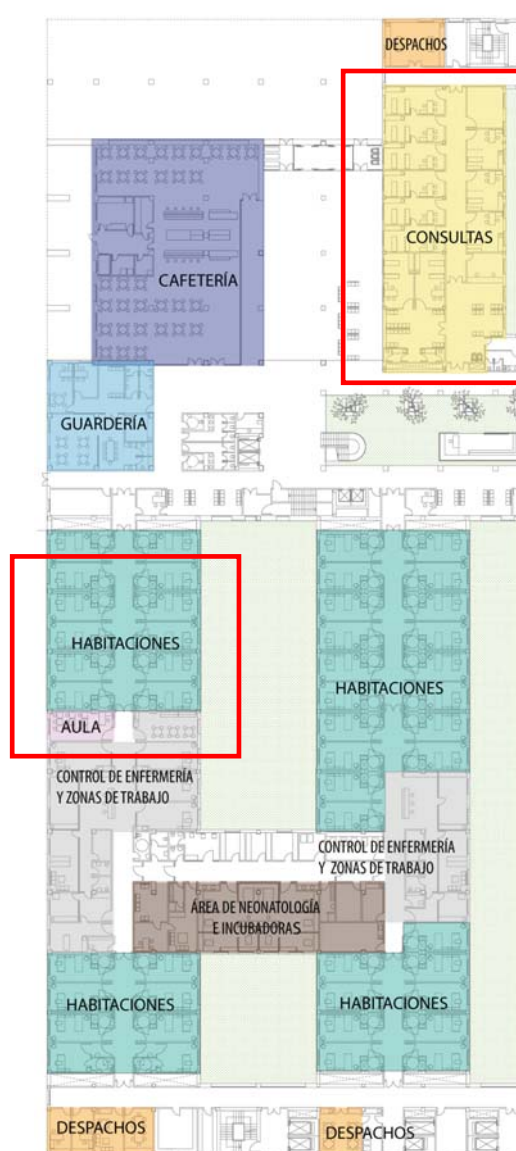 DESPACHOS
CONSULTAS
CAFETERÍA
GUARDERÍA
HABITACIONES
HABITACIONES
AULA
CONTROL DE ENFERMERÍA
Y ZONAS DE TRABAJO
CONTROL DE ENFERMERÍA
Y ZONAS DE TRABAJO
ÁREA DE NEONATOLOGÍA
E INCUBADORAS
HABITACIONES
HABITACIONES
DESPACHOS
DESPACHOS